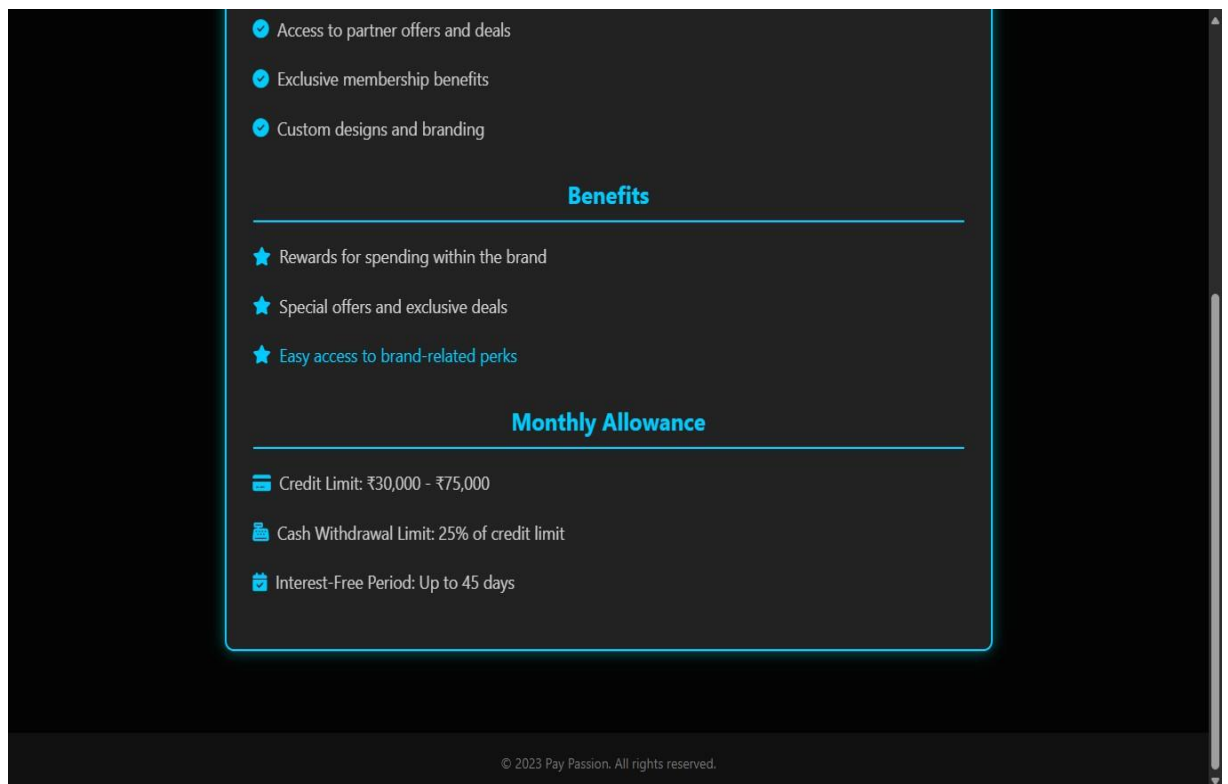 Access to partner offers and deals
Exclusive membership benefits
Custom designs and branding
Benefits
Rewards for spending within the brand
Special offers and exclusive deals
Easy access to brand-related perks
Monthly Allowance
Credit Limit: ₹30,000 - ₹75,000
Cash Withdrawal Limit: 25% of credit limit
Interest-Free Period: Up to 45 days
© 2023 Pay Passion. All rights reserved.